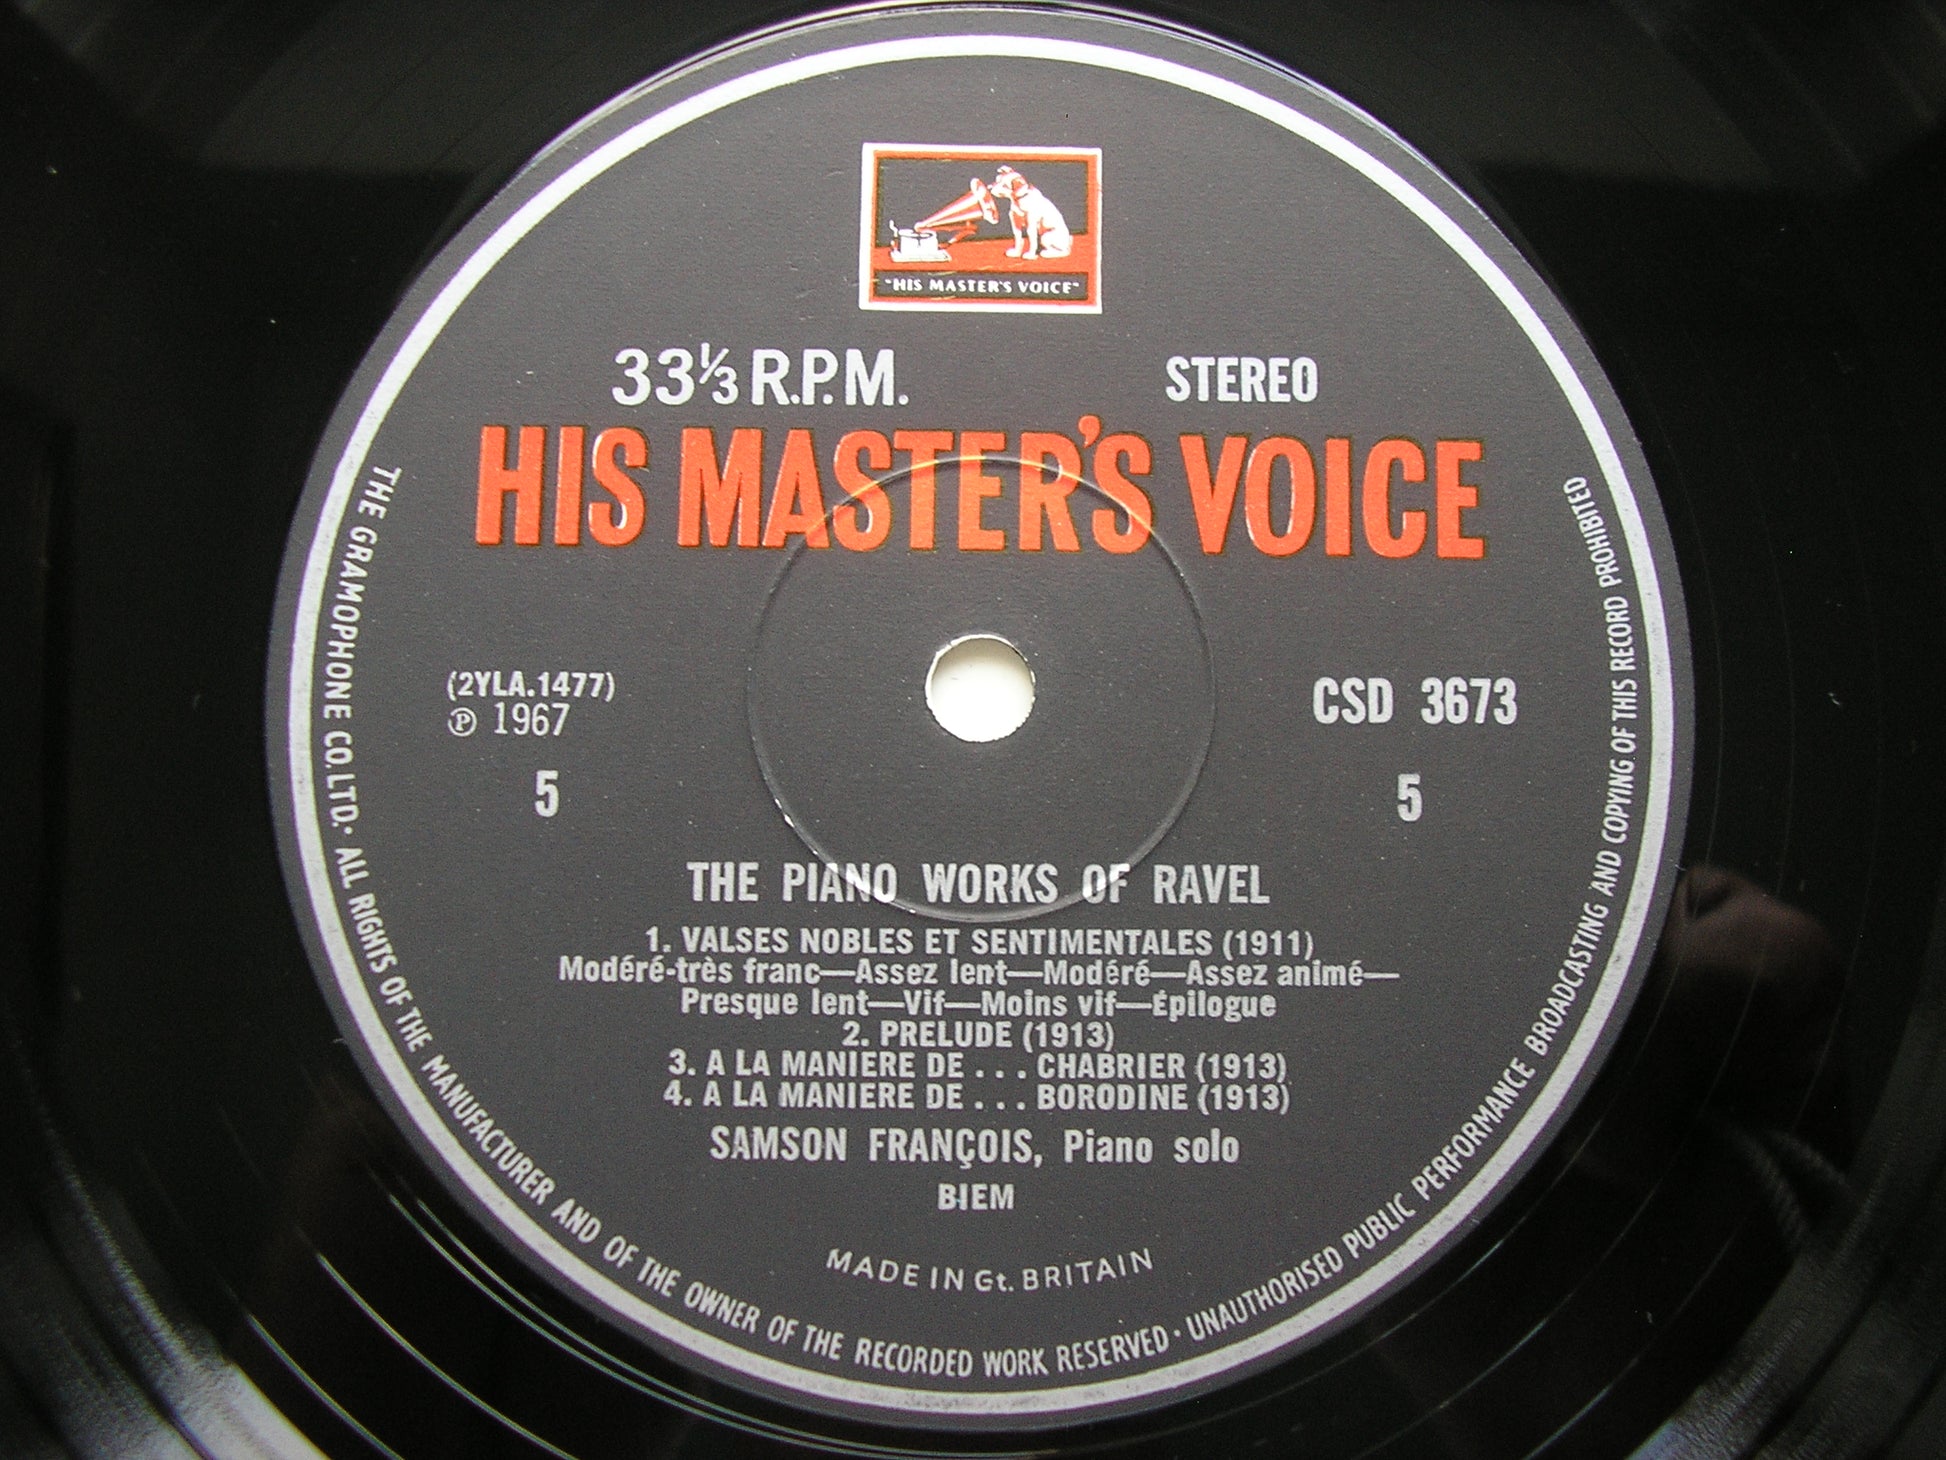 "HIS MASTER'S VOICE"
33⅓ R.P.M. STEREO
HIS MASTER'S VOICE
(2YLA.1477)
℗ 1967
CSD 3673
5 5
THE PIANO WORKS OF RAVEL
1. VALSES NOBLES ET SENTIMENTALES (1911)
Modéré-très franc—Assez lent—Modéré—Assez animé—
Presque lent—Vif—Moins vif—Épilogue
2. PRELUDE (1913)
3. A LA MANIERE DE . . . CHABRIER (1913)
4. A LA MANIERE DE . . . BORODINE (1913)
SAMSON FRANÇOIS, Piano solo
BIEM
MADE IN Gt. BRITAIN
THE GRAMOPHONE CO. LTD. · ALL RIGHTS OF THE MANUFACTURER AND OF THE OWNER OF THE RECORDED WORK RESERVED · UNAUTHORISED PUBLIC PERFORMANCE BROADCASTING AND COPYING OF THIS RECORD PROHIBITED